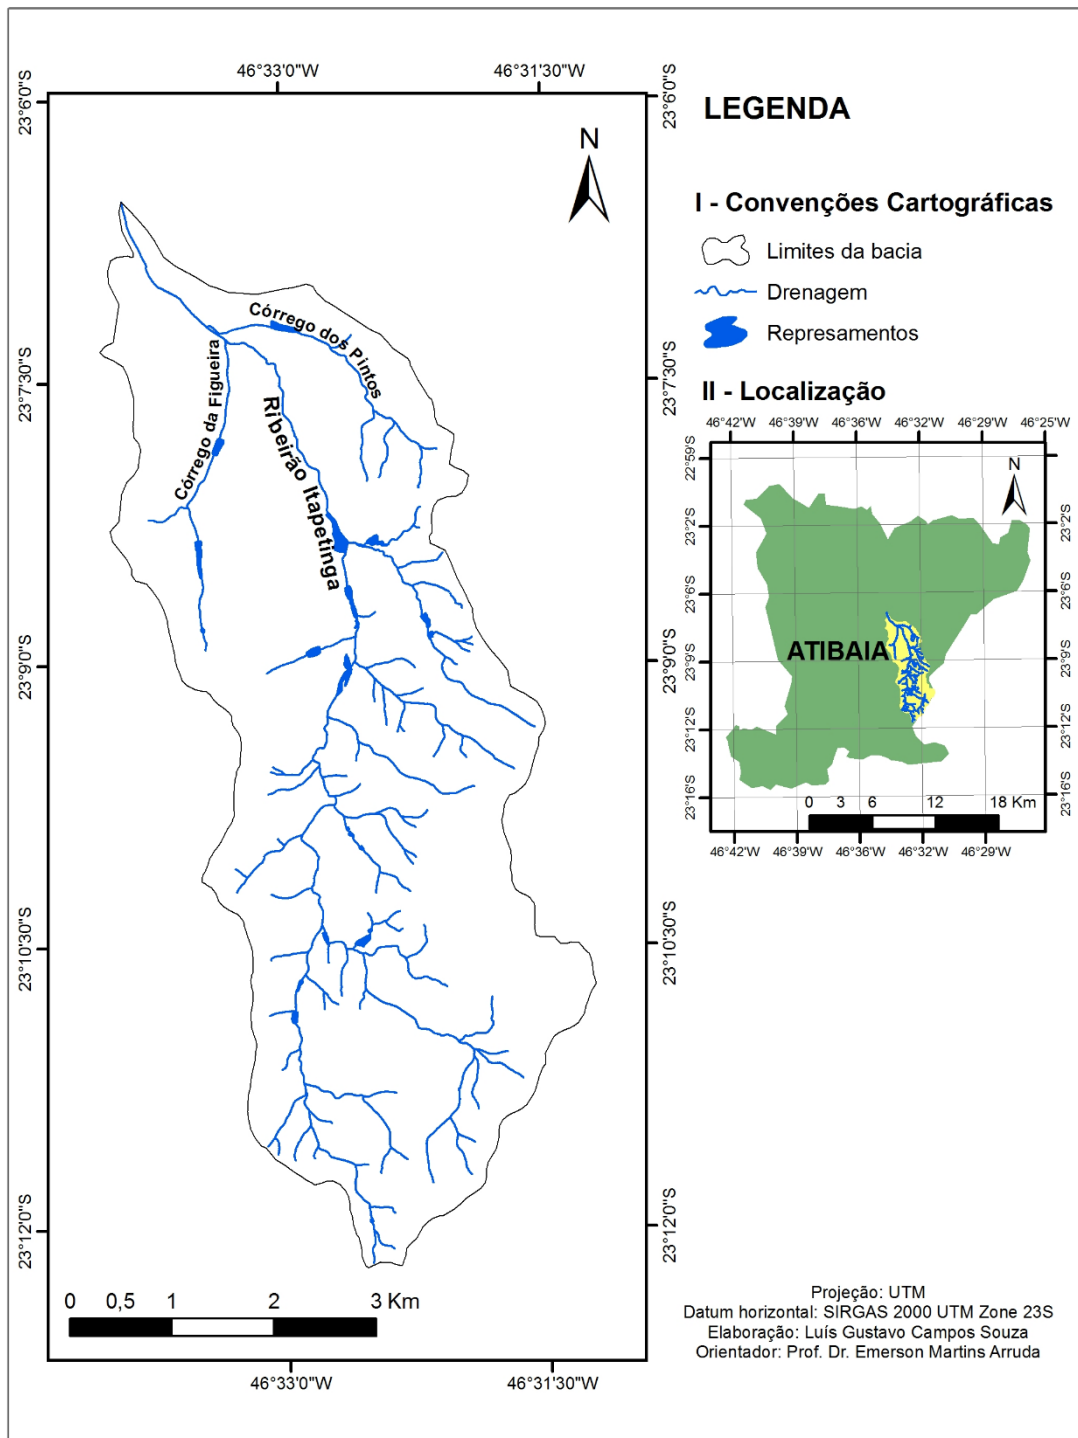 46°33'0"W 46°31'30"W
23°6'0"S
23°6'0"S
N
Córrego dos Pintos
Córrego da Figueira
Ribeirão Itapetinga
23°7'30"S
23°7'30"S
23°9'0"S
23°9'0"S
23°10'30"S
23°10'30"S
23°12'0"S
23°12'0"S
0 0,5 1 2 3 Km
46°33'0"W 46°31'30"W
LEGENDA
I - Convenções Cartográficas
Limites da bacia
Drenagem
Represamentos
II - Localização
46°42'W 46°39'W 46°36'W 46°32'W 46°29'W 46°25'W
N
22°59'S
23°2'S
23°2'S
23°6'S
23°6'S
ATIBAIA
23°9'S
23°9'S
23°12'S
23°12'S
23°16'S
23°16'S
0 3 6 12 18 Km
46°42'W 46°39'W 46°36'W 46°32'W 46°29'W
Projeção: UTM
Datum horizontal: SIRGAS 2000 UTM Zone 23S
Elaboração: Luís Gustavo Campos Souza
Orientador: Prof. Dr. Emerson Martins Arruda